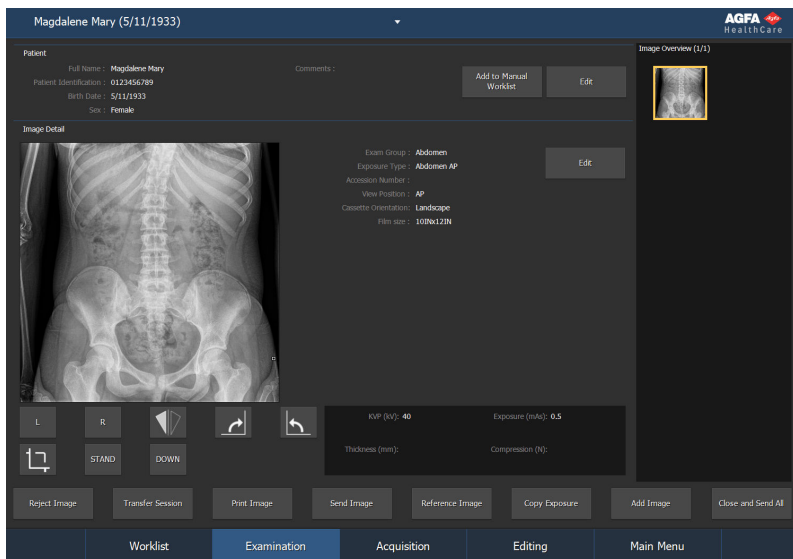 Magdalene Mary (5/11/1933)
AGFA
HealthCare
Patient
Full Name : Magdalene Mary
Patient Identification : 0123456789
Birth Date : 5/11/1933
Sex : Female
Comments :
Add to Manual
Worklist
Edit
Image Overview (1/1)
Image Detail
Exam Group : Abdomen
Exposure Type : Abdomen AP
Accession Number :
View Position : AP
Cassette Orientation: Landscape
Film size : 10INx12IN
Edit
L
R
STAND
DOWN
KVP (kV): 40
Exposure (mAs): 0.5
Thickness (mm):
Compression (N):
Reject Image
Transfer Session
Print Image
Send Image
Reference Image
Copy Exposure
Add Image
Close and Send All
Worklist
Examination
Acquisition
Editing
Main Menu